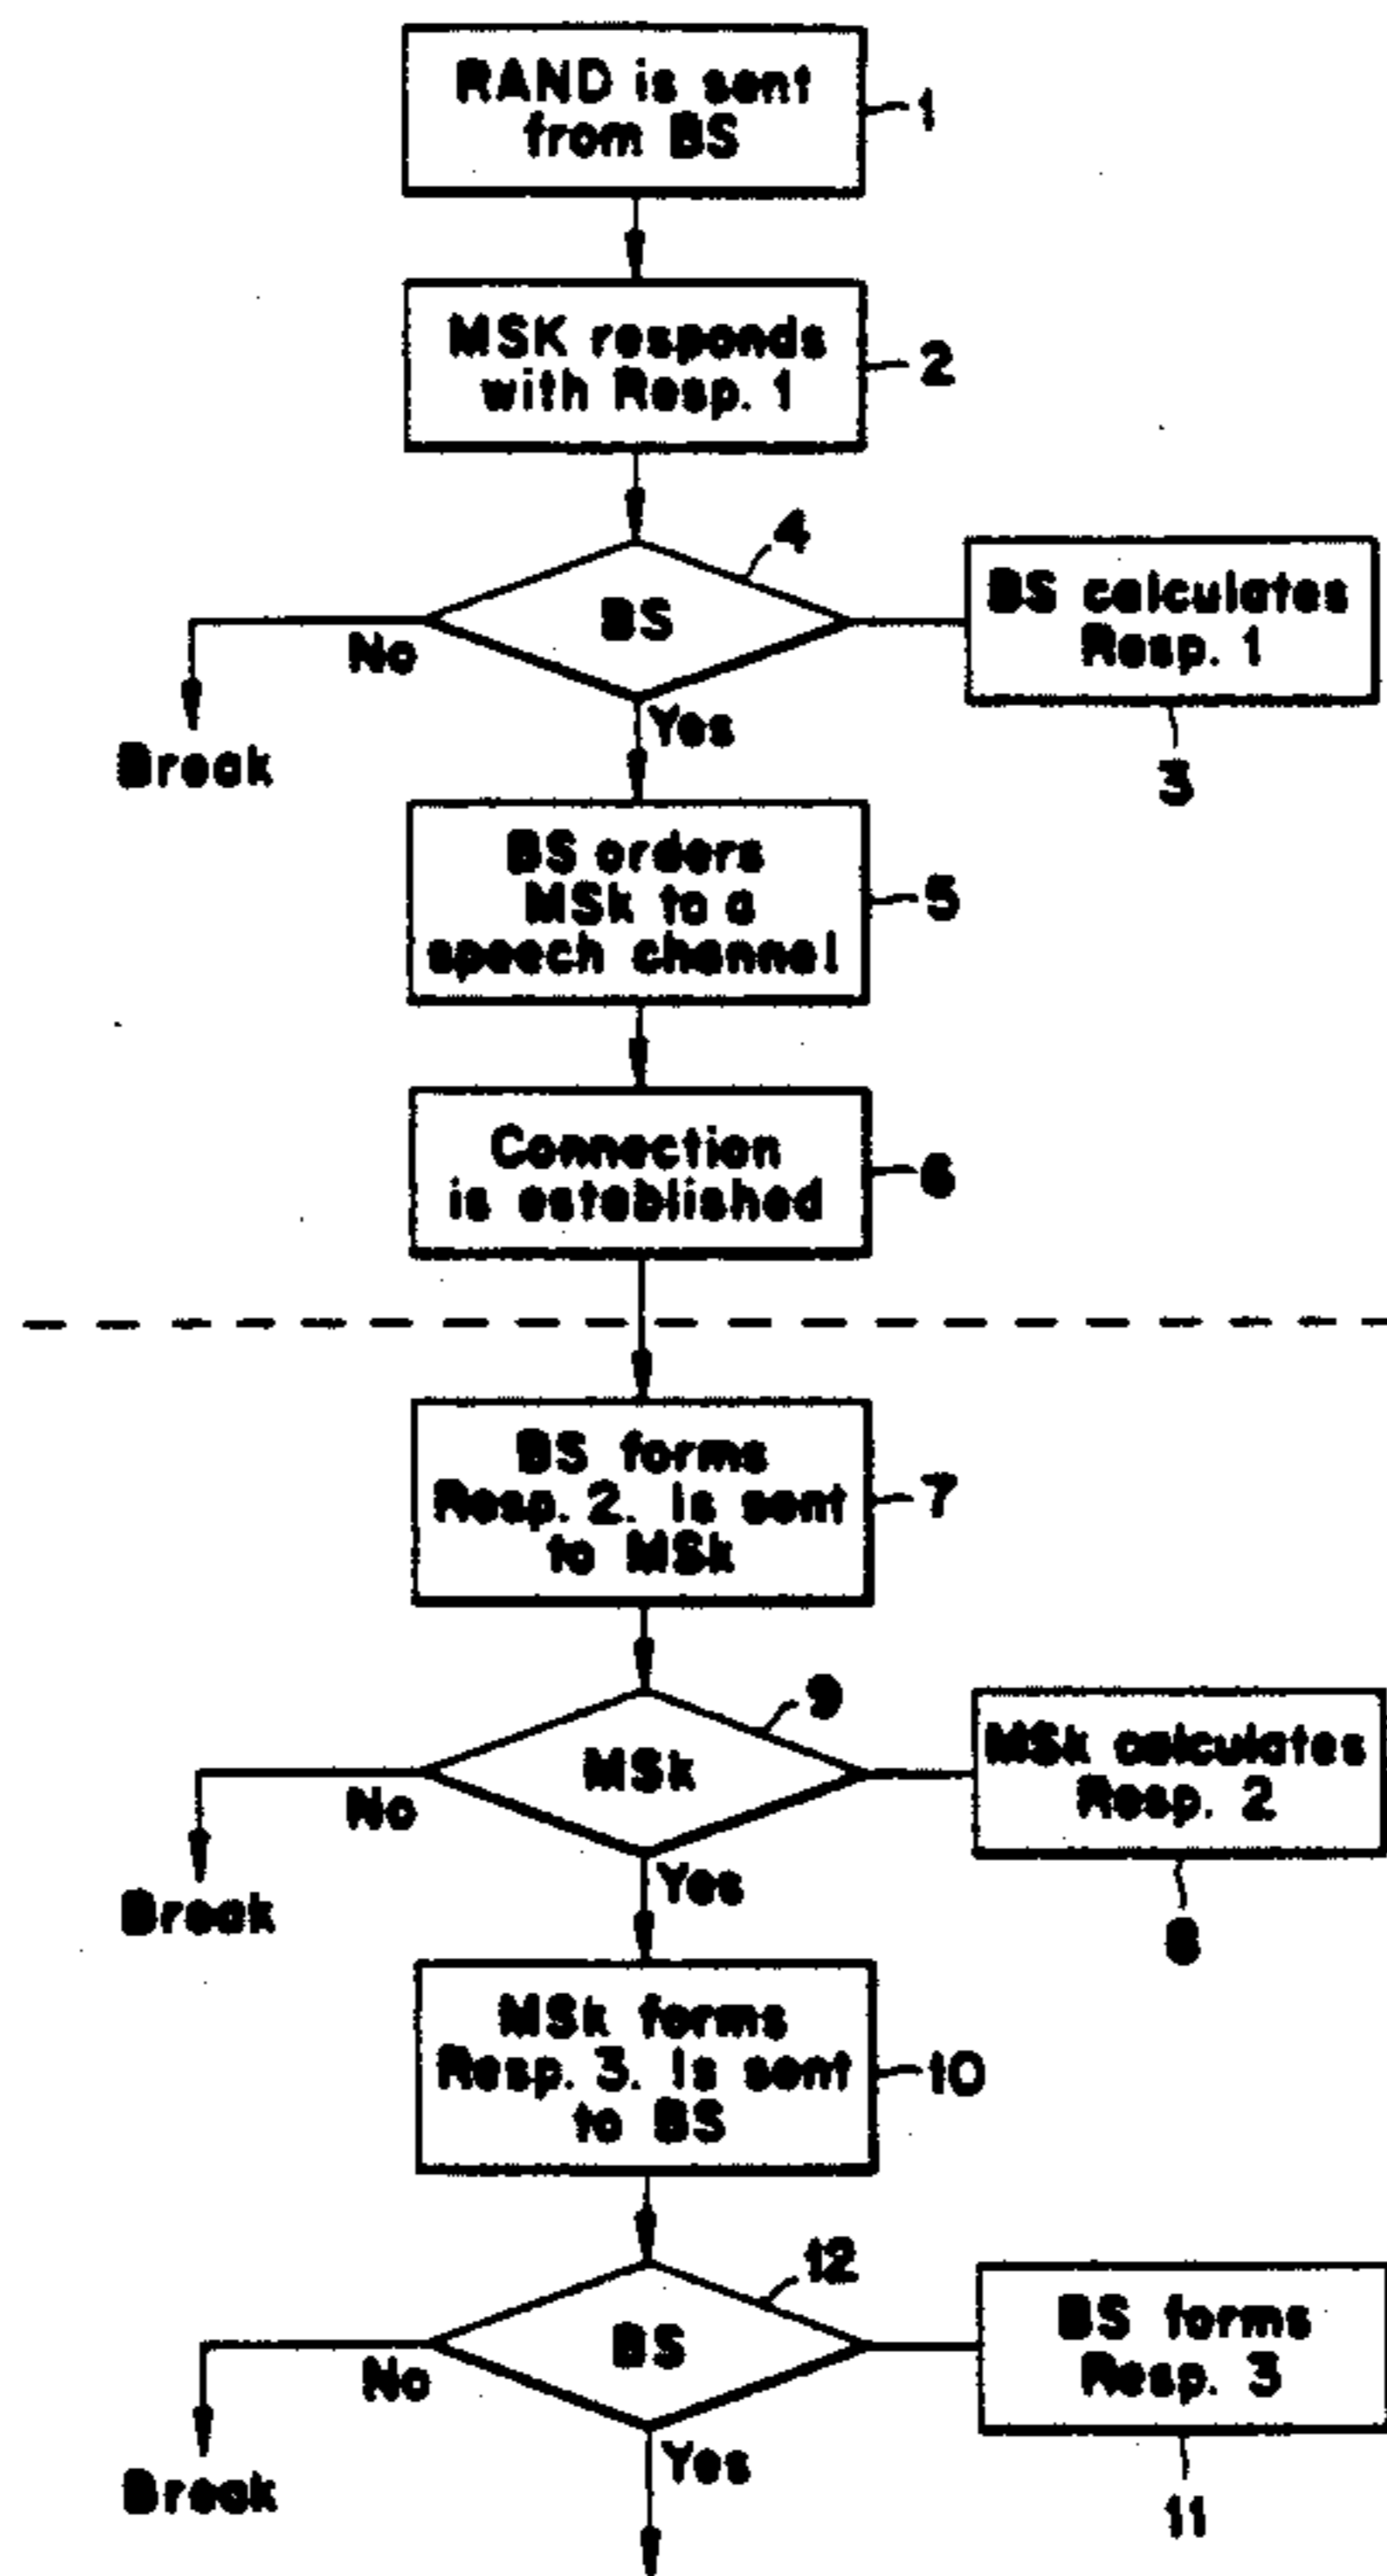 RAND is sent
from BS
1
MSK responds
with Resp. 1
2
4
BS
No
Yes
Break
BS calculates
Resp. 1
3
BS orders
MSk to a
speech channel
5
Connection
is established
6
BS forms
Resp. 2. Is sent
to MSk
7
9
MSk
No
Yes
Break
MSk calculates
Resp. 2
8
MSk forms
Resp. 3. Is sent
to BS
10
12
BS
No
Yes
Break
BS forms
Resp. 3
11